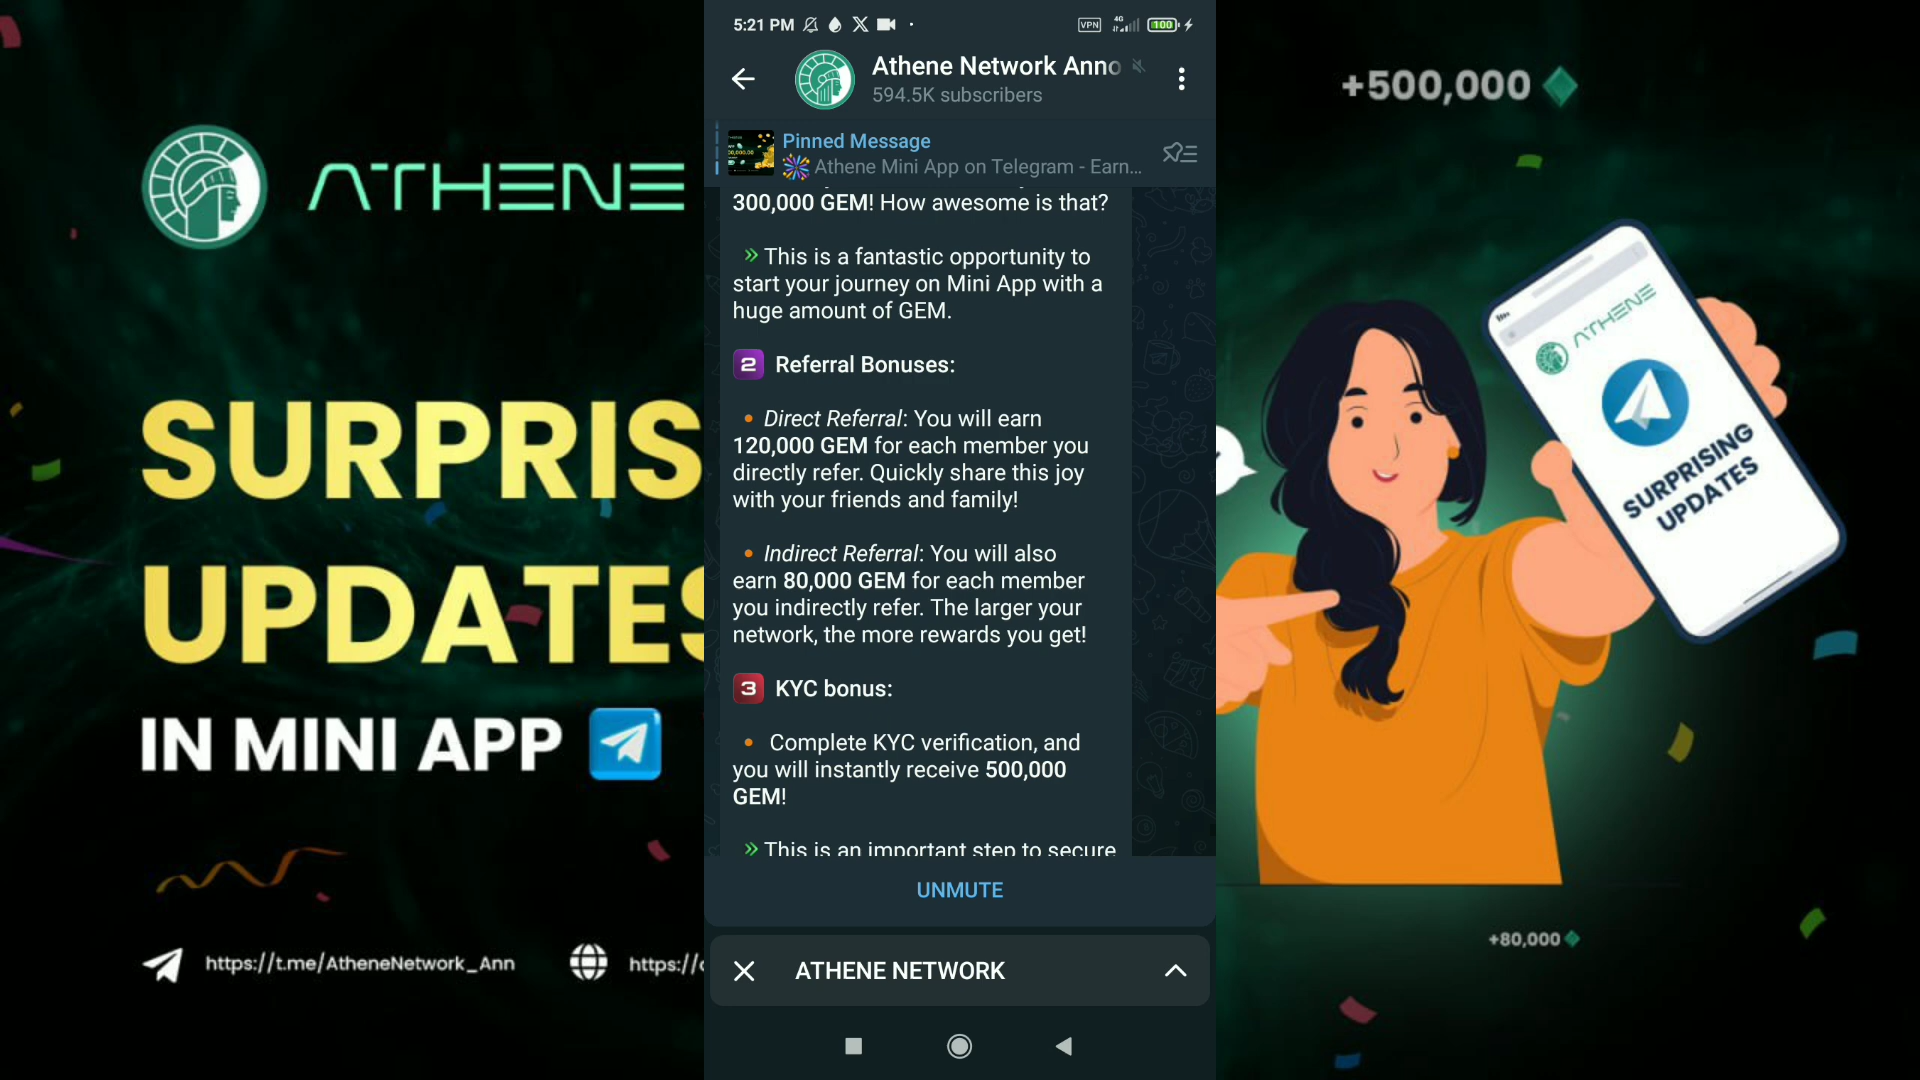 ATHENE
SURPRIS
UPDATES
IN MINI APP
https://t.me/AtheneNetwork_Ann
5:21 PM
VPN
4G
100
Athene Network Anno
594.5K subscribers
Pinned Message
Athene Mini App on Telegram - Earn...
300,000 GEM! How awesome is that?
» This is a fantastic opportunity to
start your journey on Mini App with a
huge amount of GEM.
2 Referral Bonuses:
• Direct Referral: You will earn
120,000 GEM for each member you
directly refer. Quickly share this joy
with your friends and family!
• Indirect Referral: You will also
earn 80,000 GEM for each member
you indirectly refer. The larger your
network, the more rewards you get!
3 KYC bonus:
• Complete KYC verification, and
you will instantly receive 500,000
GEM!
» This is an important step to secure
UNMUTE
ATHENE NETWORK
+500,000
ATHENE
SURPRISING
UPDATES
+80,000